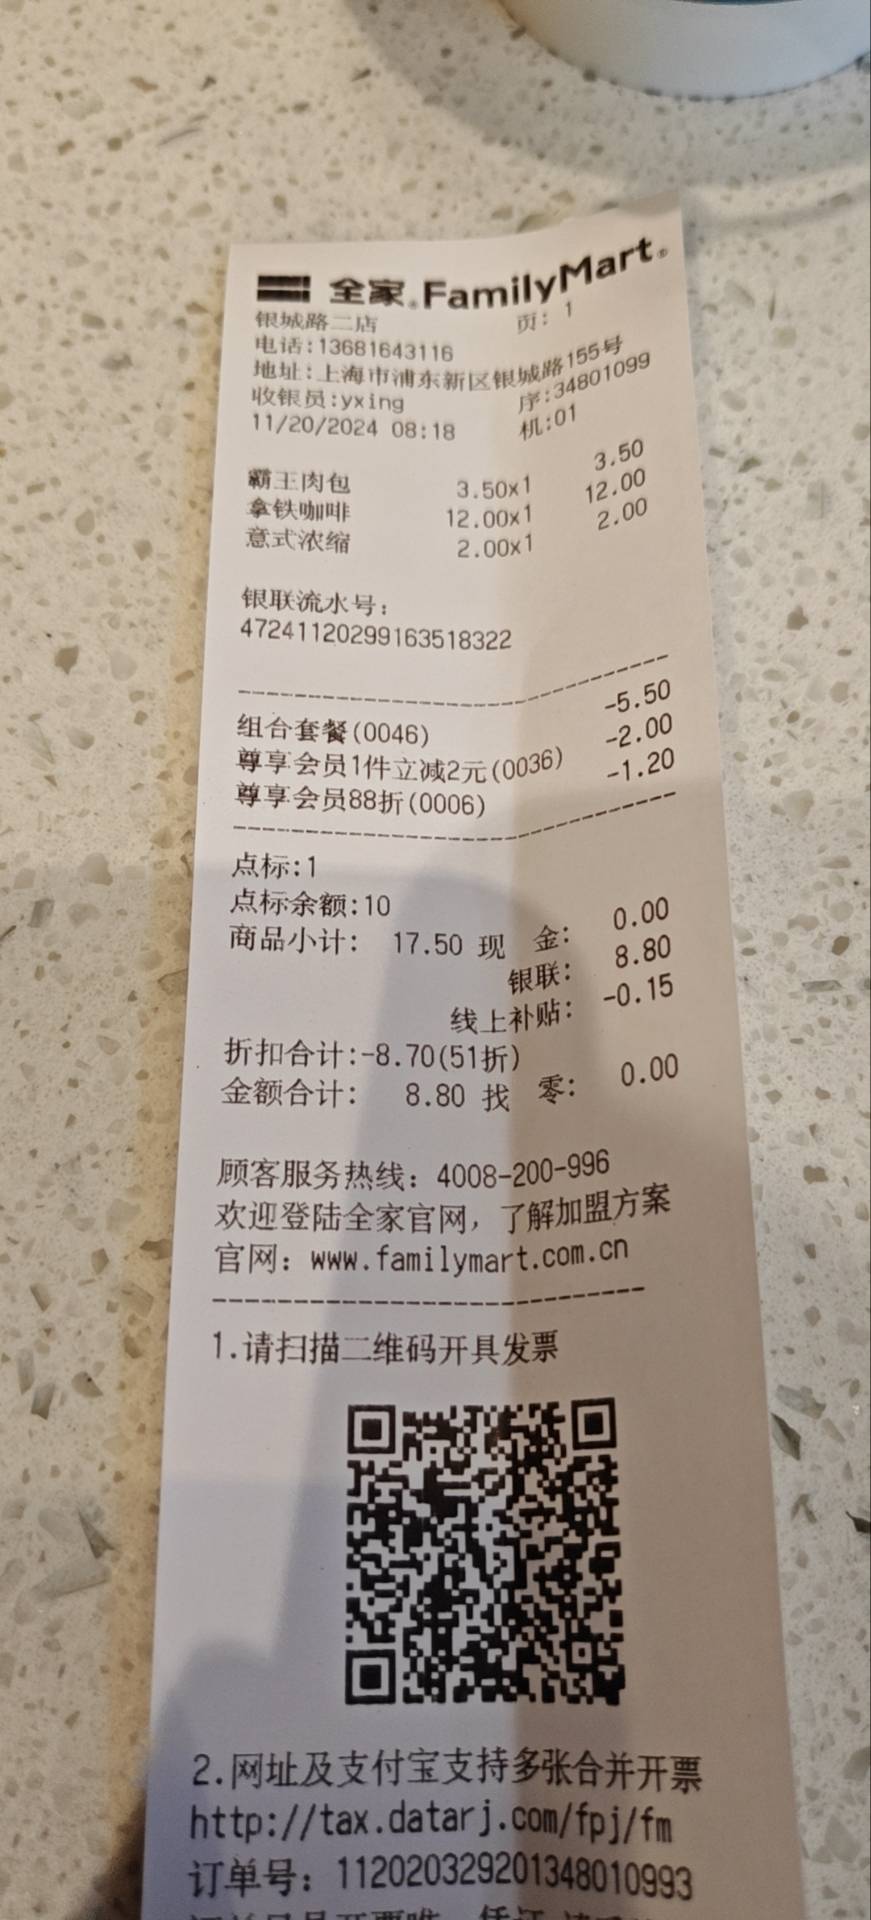 全家 FamilyMart®
银城路二店 页: 1
电话:13681643116
地址:上海市浦东新区银城路155号
收银员:yxing 序:34801099
11/20/2024 08:18 机:01
霸王肉包 3.50x1 3.50
拿铁咖啡 12.00x1 12.00
意式浓缩 2.00x1 2.00
银联流水号:
47241120299163518322
组合套餐(0046) -5.50
尊享会员1件立减2元(0036) -2.00
尊享会员88折(0006) -1.20
点标:1
点标余额:10
商品小计: 17.50 现 金: 0.00
银联: 8.80
线上补贴: -0.15
折扣合计:-8.70(51折)
金额合计: 8.80 找 零: 0.00
顾客服务热线: 4008-200-996
欢迎登陆全家官网, 了解加盟方案
官网: www.familymart.com.cn
1.请扫描二维码开具发票
2.网址及支付宝支持多张合并开票
http://tax.datarj.com/fpj/fm
订单号: 112020329201348010993